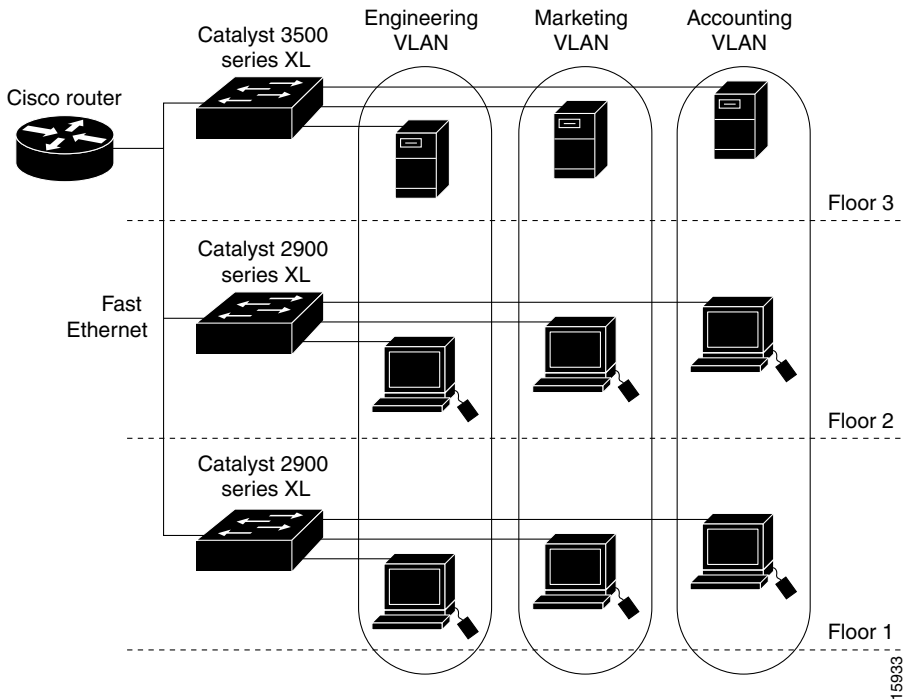 Engineering
VLAN
Marketing
VLAN
Accounting
VLAN
Catalyst 3500
series XL
Cisco router
Floor 3
Catalyst 2900
series XL
Fast
Ethernet
Floor 2
Catalyst 2900
series XL
Floor 1
15933